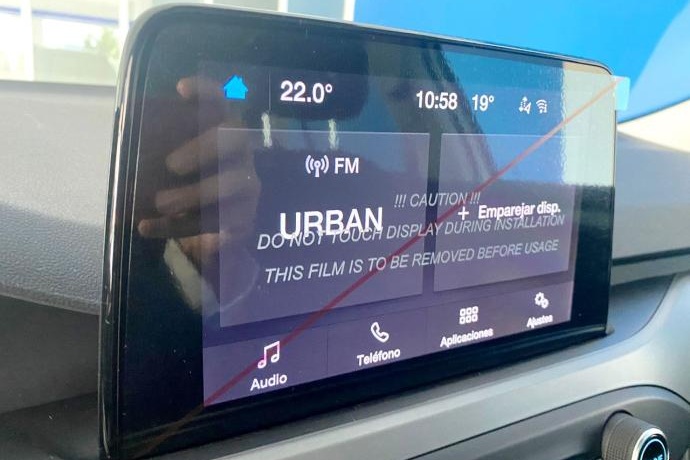 22.0°
10:58 19°
FM
URBAN
+ Emparejar disp.
!!! CAUTION !!!
DO NOT TOUCH DISPLAY DURING INSTALLATION
THIS FILM IS TO BE REMOVED BEFORE USAGE
Audio
Teléfono
Aplicaciones
Ajustes